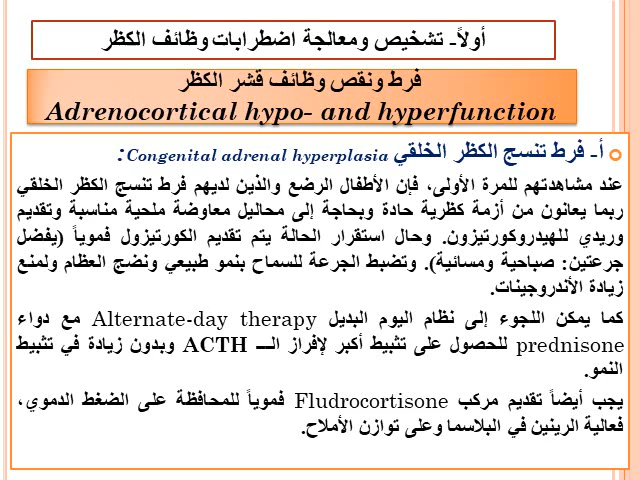 أولاً- تشخيص ومعالجة اضطرابات وظائف الكظر
فرط ونقص وظائف قشر الكظر
Adrenocortical hypo- and hyperfunction
أ- فرط تنسج الكظر الخلقي Congenital adrenal hyperplasia:
عند مشاهدتهم للمرة الأولى، فإن الأطفال الرضع والذين لديهم فرط تنسج الكظر الخلقي
ربما يعانون من أزمة كظرية حادة وبحاجة إلى محاليل معاوضة ملحية مناسبة وتقديم
وريدي للهيدروكورتيزون. وحال استقرار الحالة يتم تقديم الكورتيزول فموياً (يفضل
جرعتين: صباحية ومسائية). وتضبط الجرعة للسماح بنمو طبيعي ونضج العظام ولمنع
زيادة الأندروجينات.
كما يمكن اللجوء إلى نظام اليوم البديل Alternate-day therapy مع دواء
prednisone للحصول على تثبيط أكبر لإفراز الـــ ACTH وبدون زيادة في تثبيط
النمو.
يجب أيضاً تقديم مركب Fludrocortisone فموياً للمحافظة على الضغط الدموي،
فعالية الرينين في البلاسما وعلى توازن الأملاح.